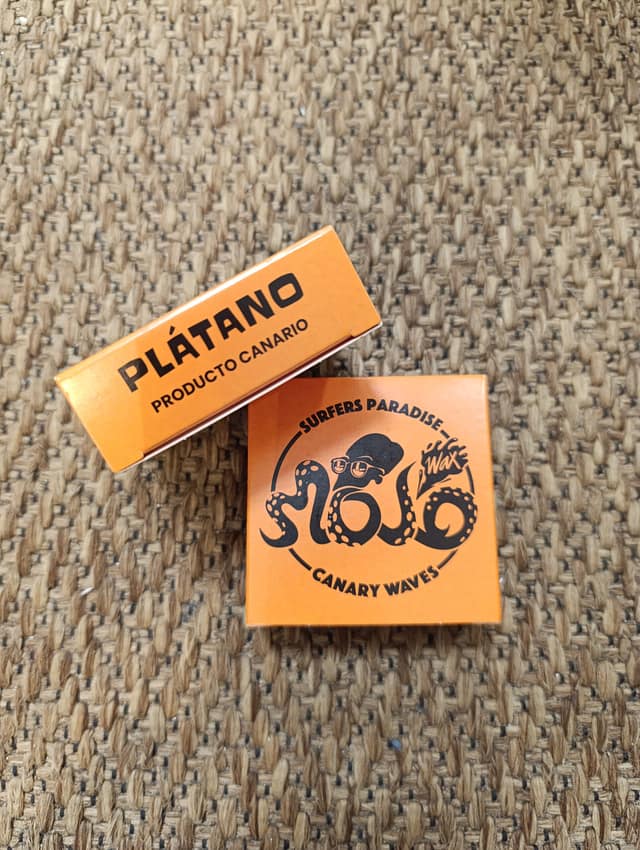 PLÁTANO
PRODUCTO CANARIO
SURFERS PARADISE
MOJO
Wax
CANARY WAVES